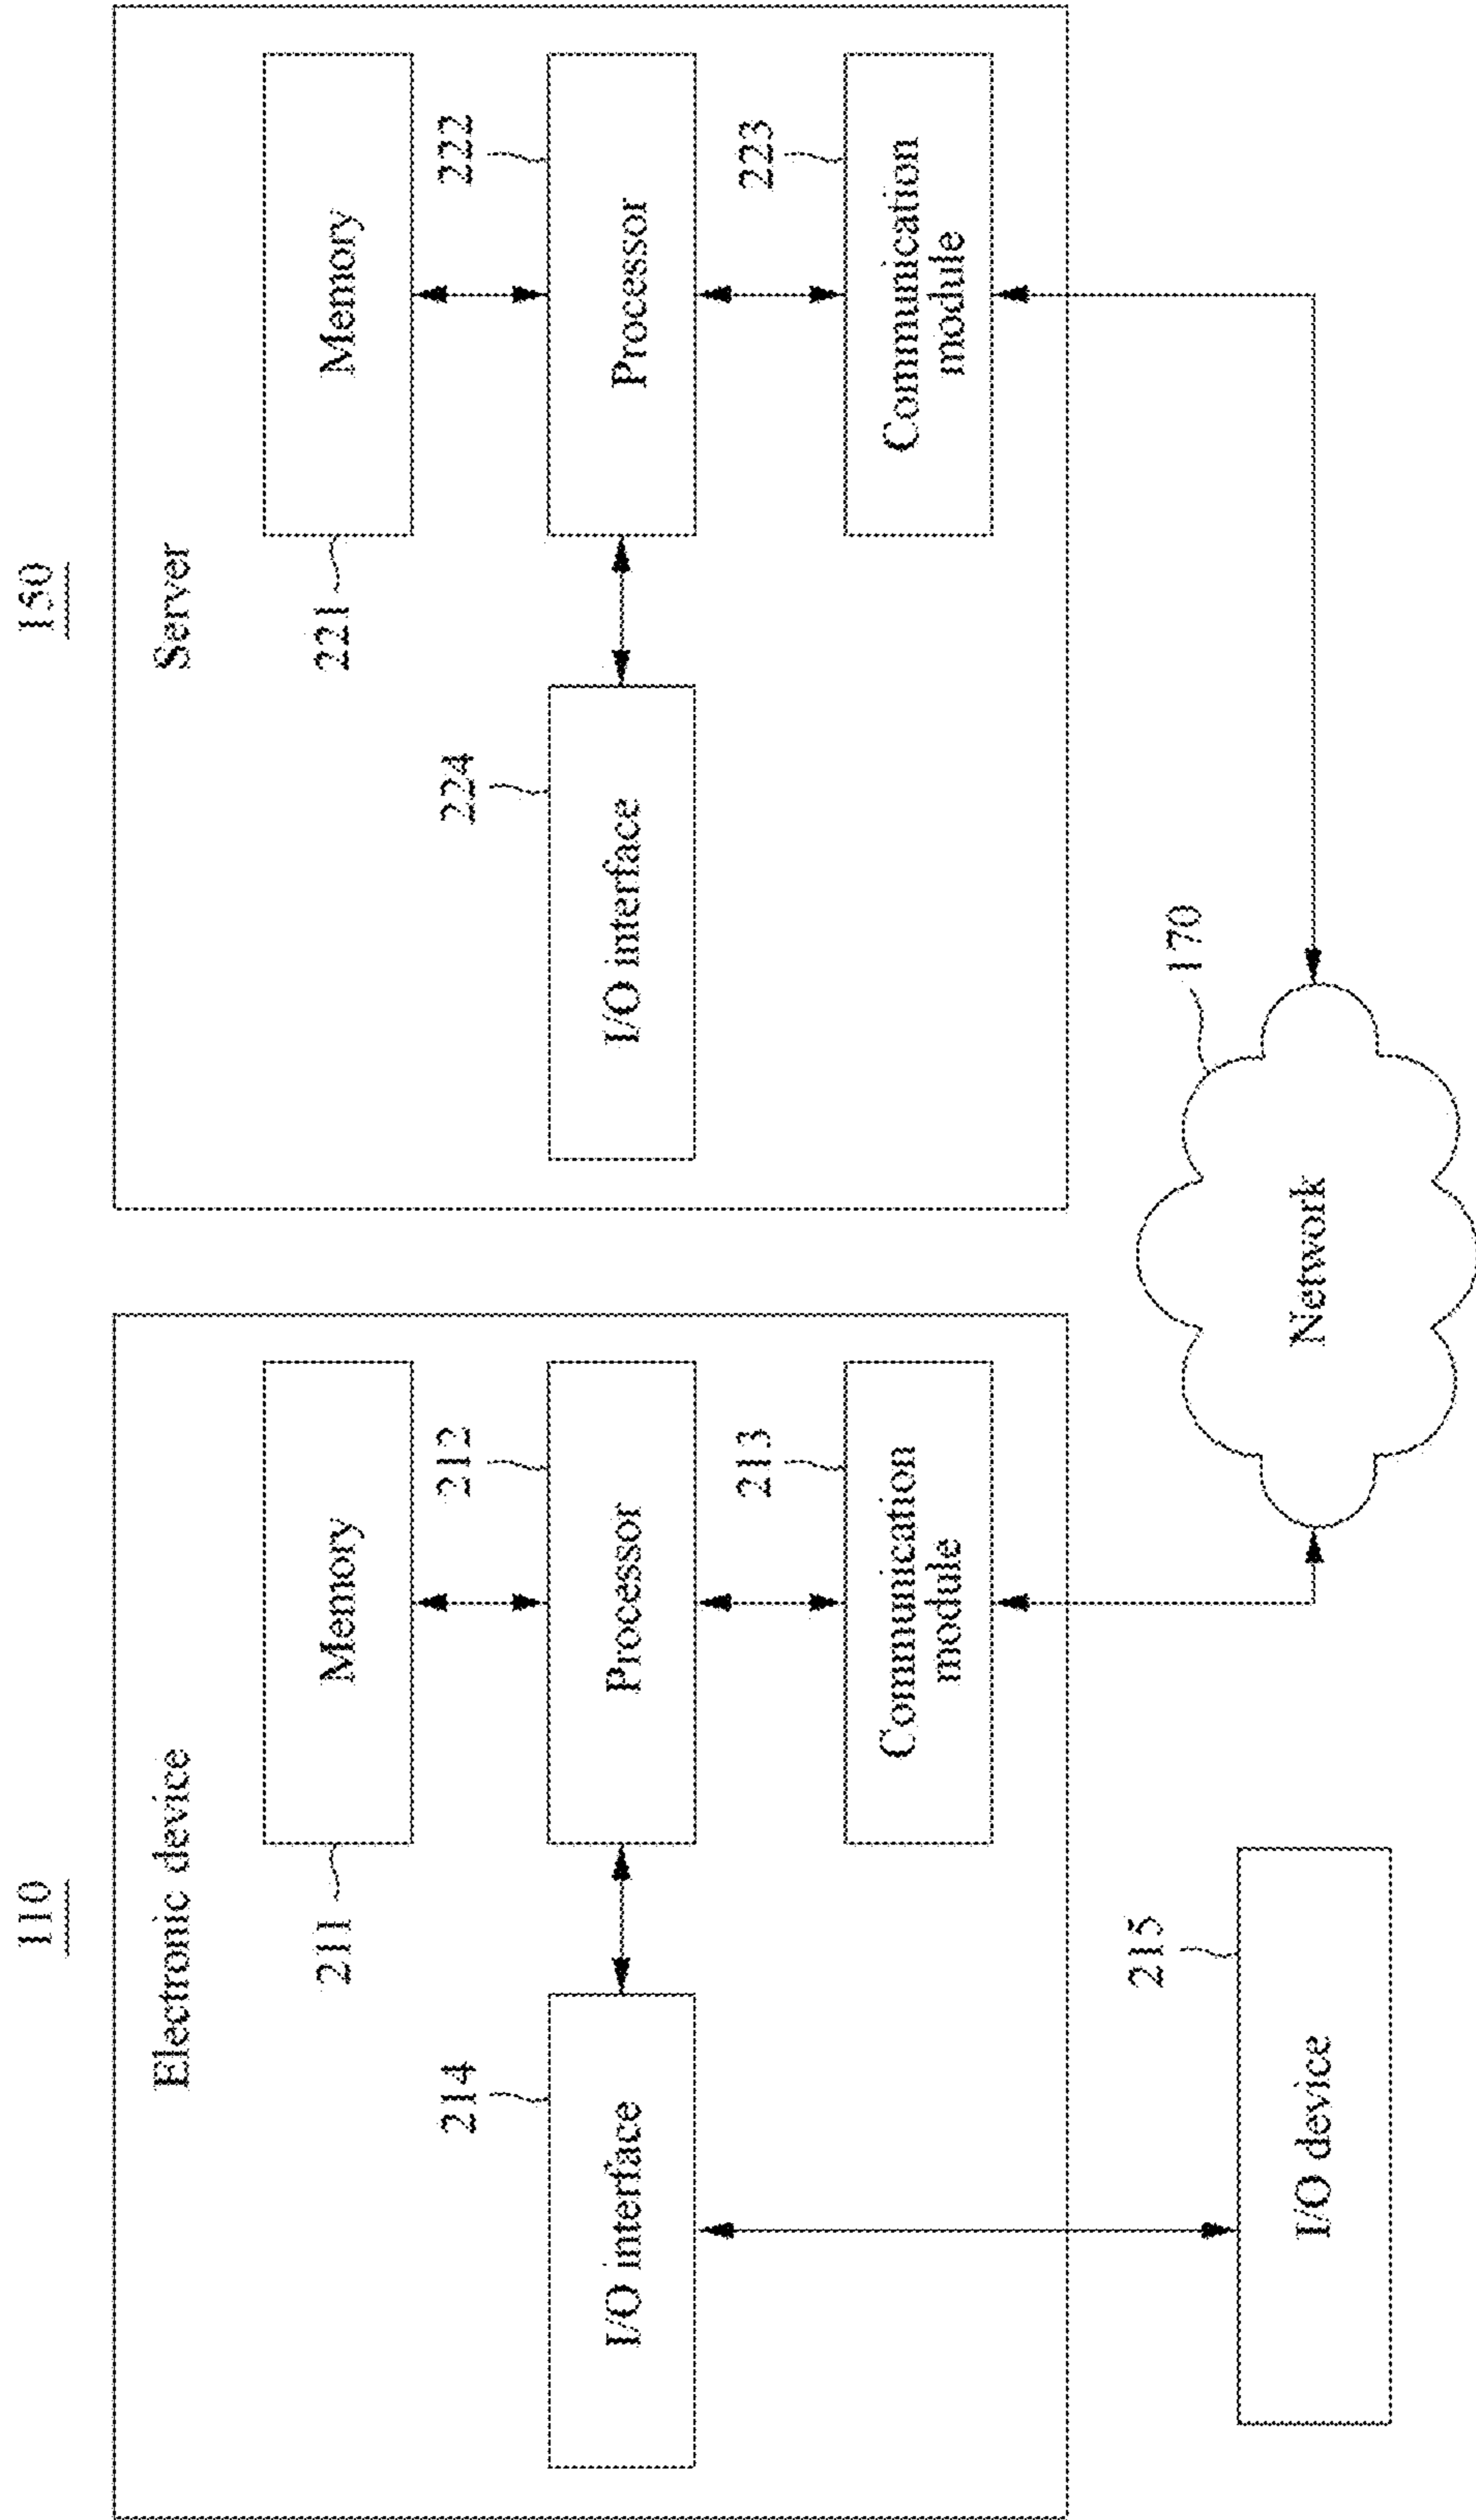 110
Electronic device
211
Memory
212
Processor
214
I/O interface
213
Communication
module
215
I/O device
150
Server
221
Memory
222
Processor
224
I/O interface
223
Communication
module
170
Network